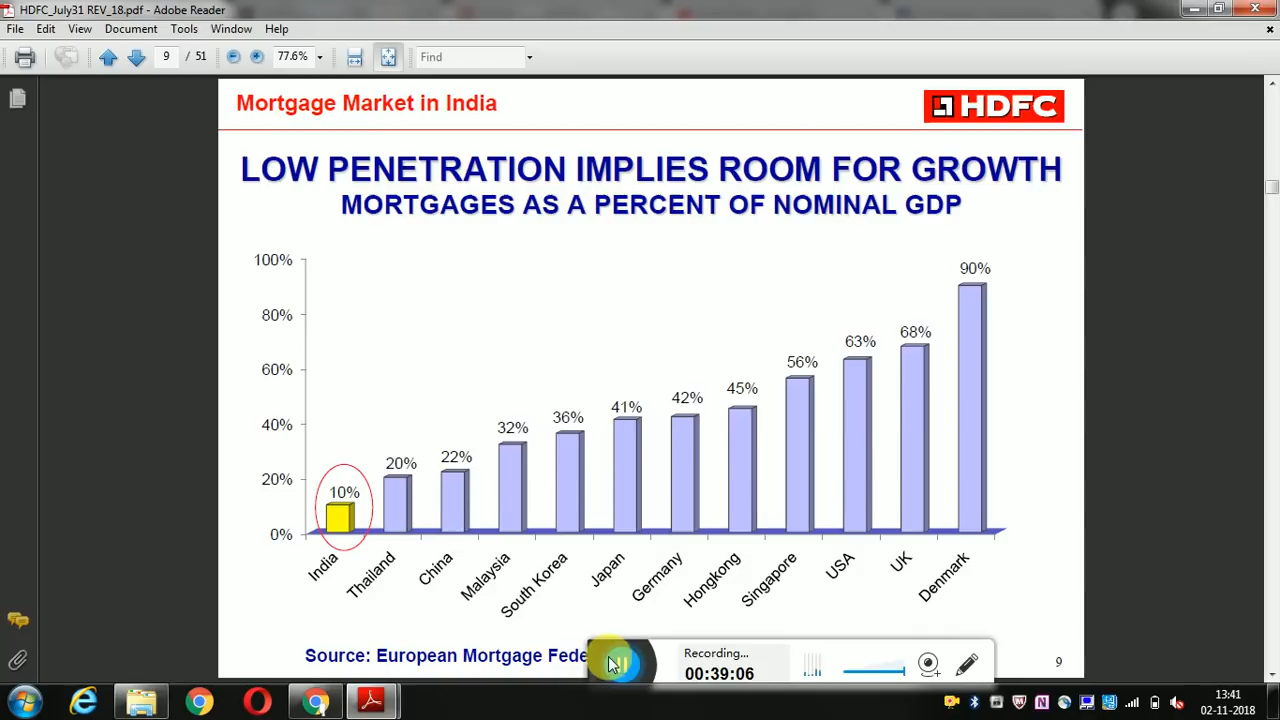 HDFC_July31 REV_18.pdf - Adobe Reader
File Edit View Document Tools Window Help
9 / 51 77.6% Find
Mortgage Market in India
HDFC
LOW PENETRATION IMPLIES ROOM FOR GROWTH
MORTGAGES AS A PERCENT OF NOMINAL GDP
100%
80%
60%
40%
20%
0%
10%
20%
22%
32%
36%
41%
42%
45%
56%
63%
68%
90%
India
Thailand
China
Malaysia
South Korea
Japan
Germany
Hongkong
Singapore
USA
UK
Denmark
Source: European Mortgage Fede
9
Recording...
00:39:06
13:41
02-11-2018